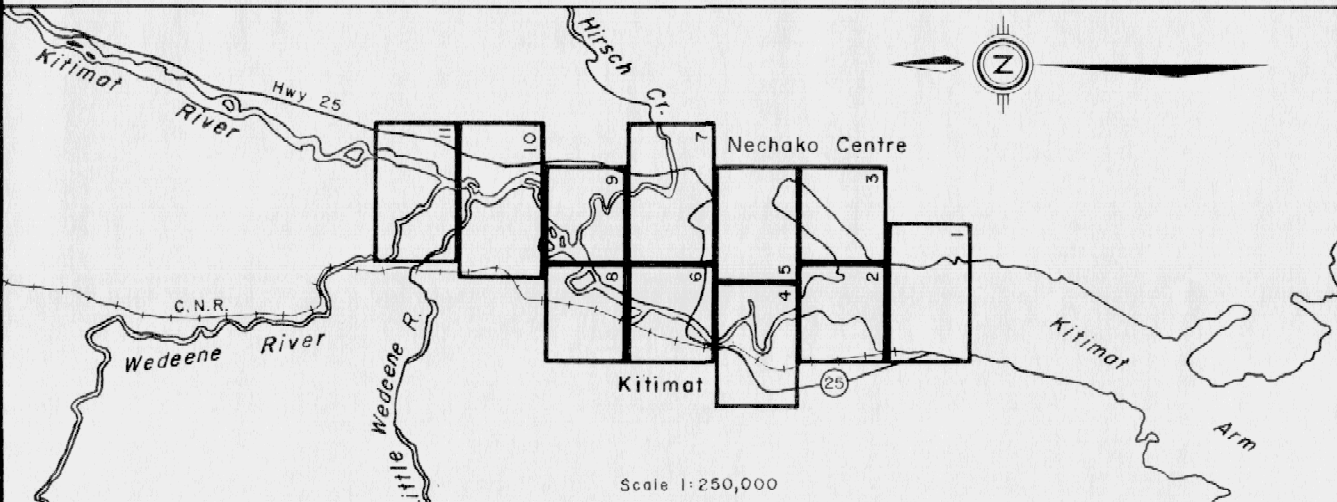 Hirsch Cr.
Kitimat River
Hwy 25
N
11
10
9
7
Nechako Centre
3
1
8
6
5
4
2
C.N.R.
Wedeene River
Little Wedeene R.
Kitimat
25
Kitimat Arm
Scale 1:250,000